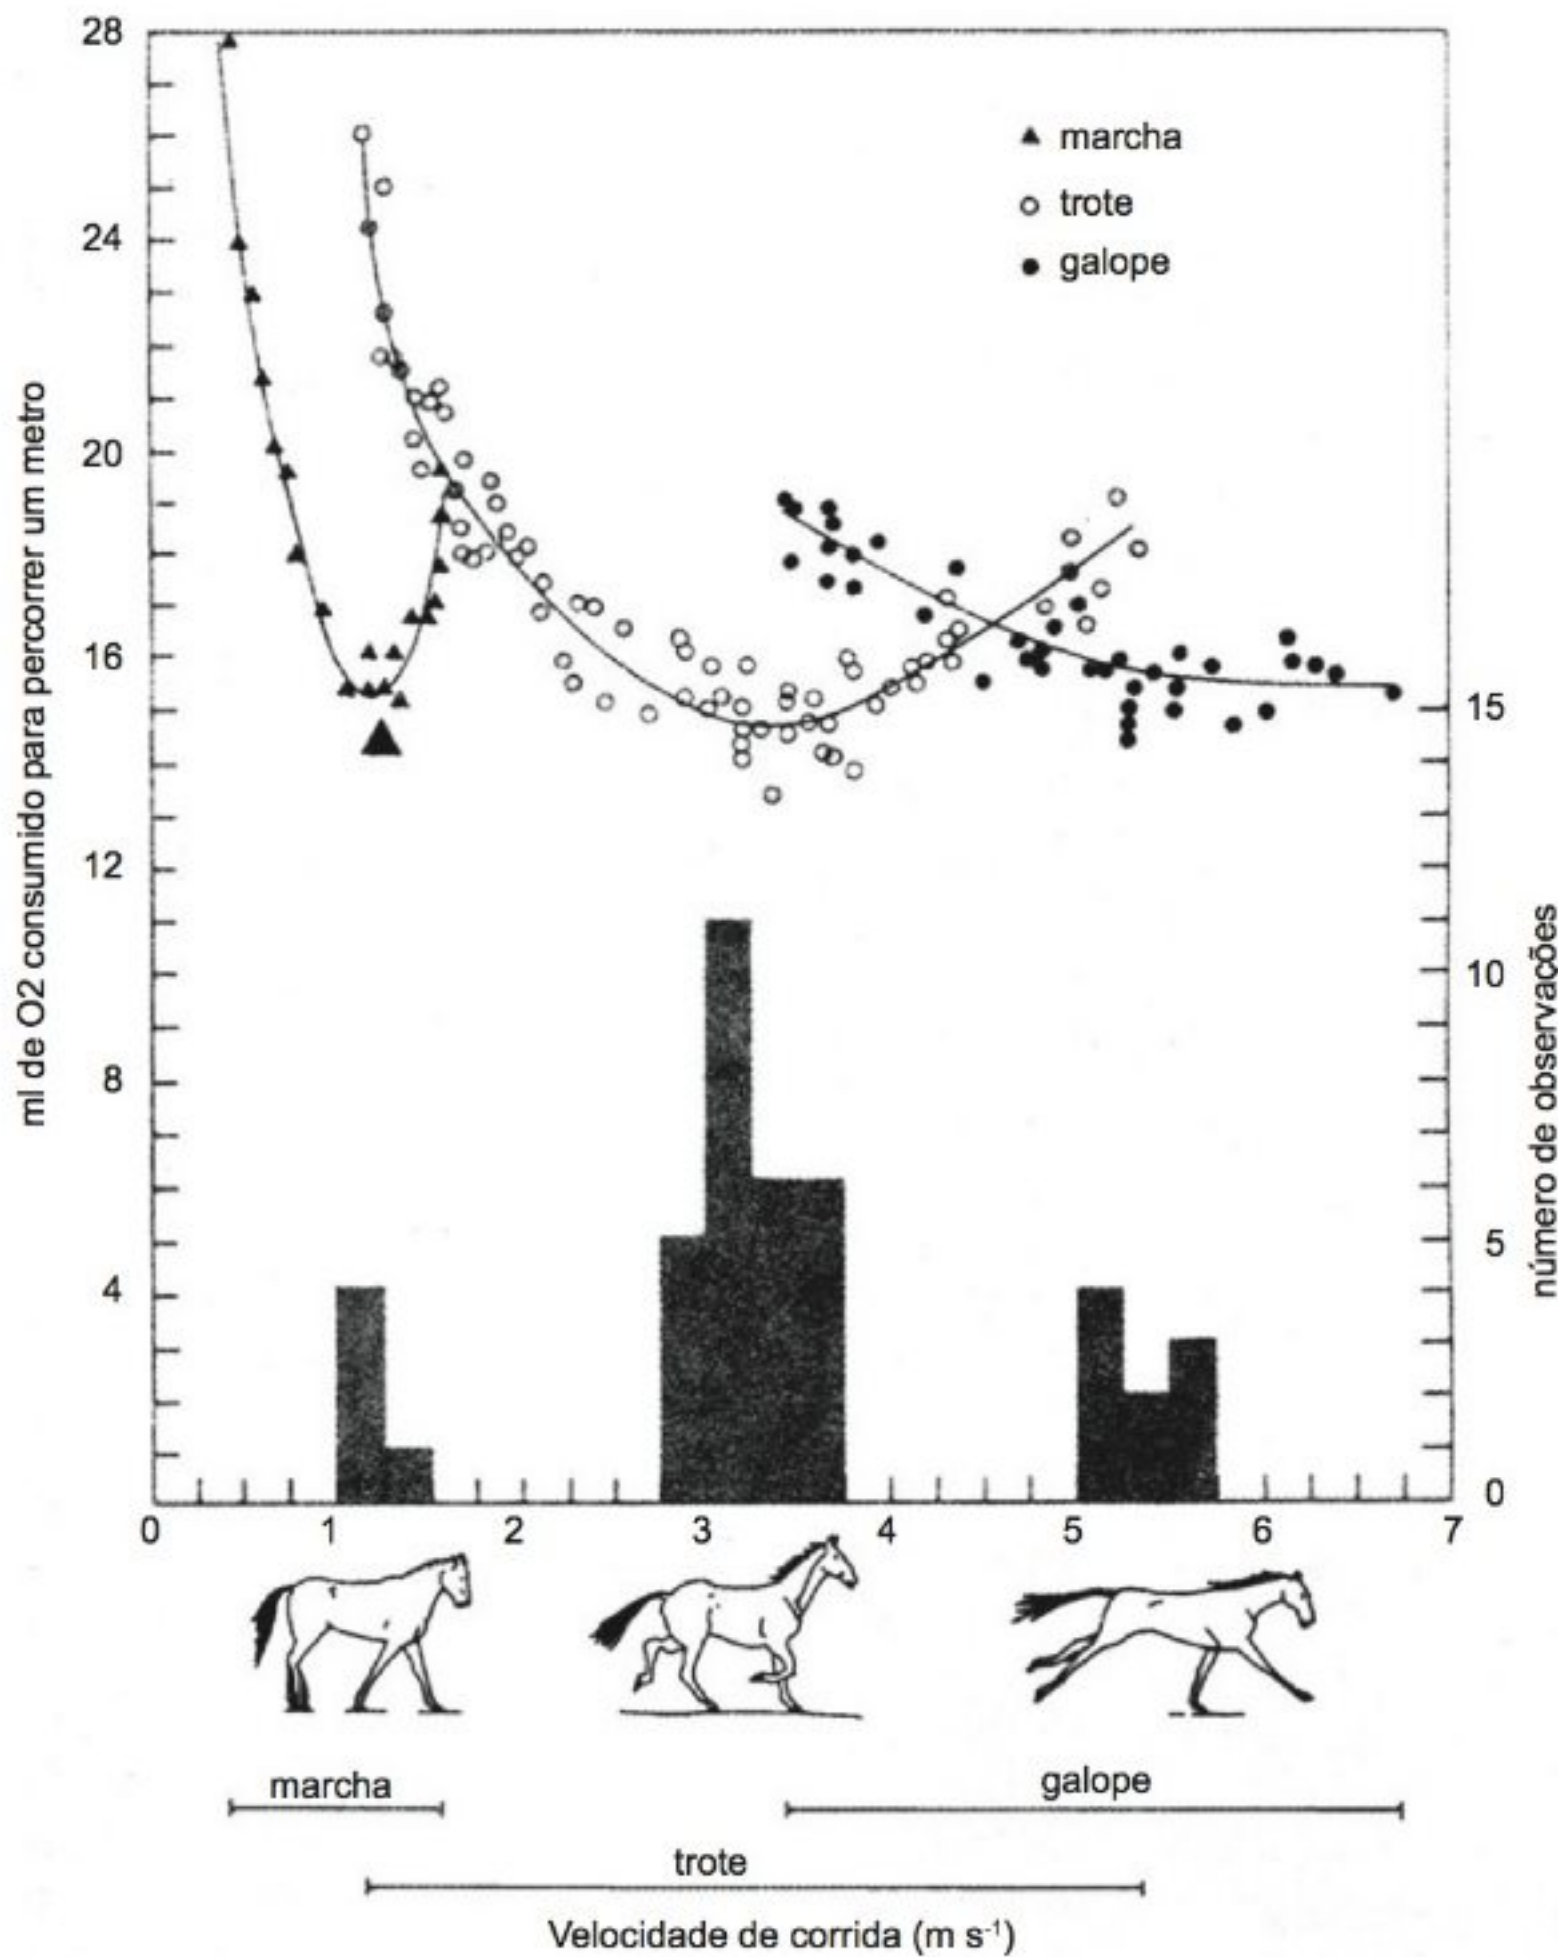 28
24
20
16
12
8
4
ml de O2 consumido para percorrer um metro
marcha
trote
galope
15
10
5
0
número de observações
0 1 2 3 4 5 6 7
marcha
galope
trote
Velocidade de corrida (m s⁻¹)